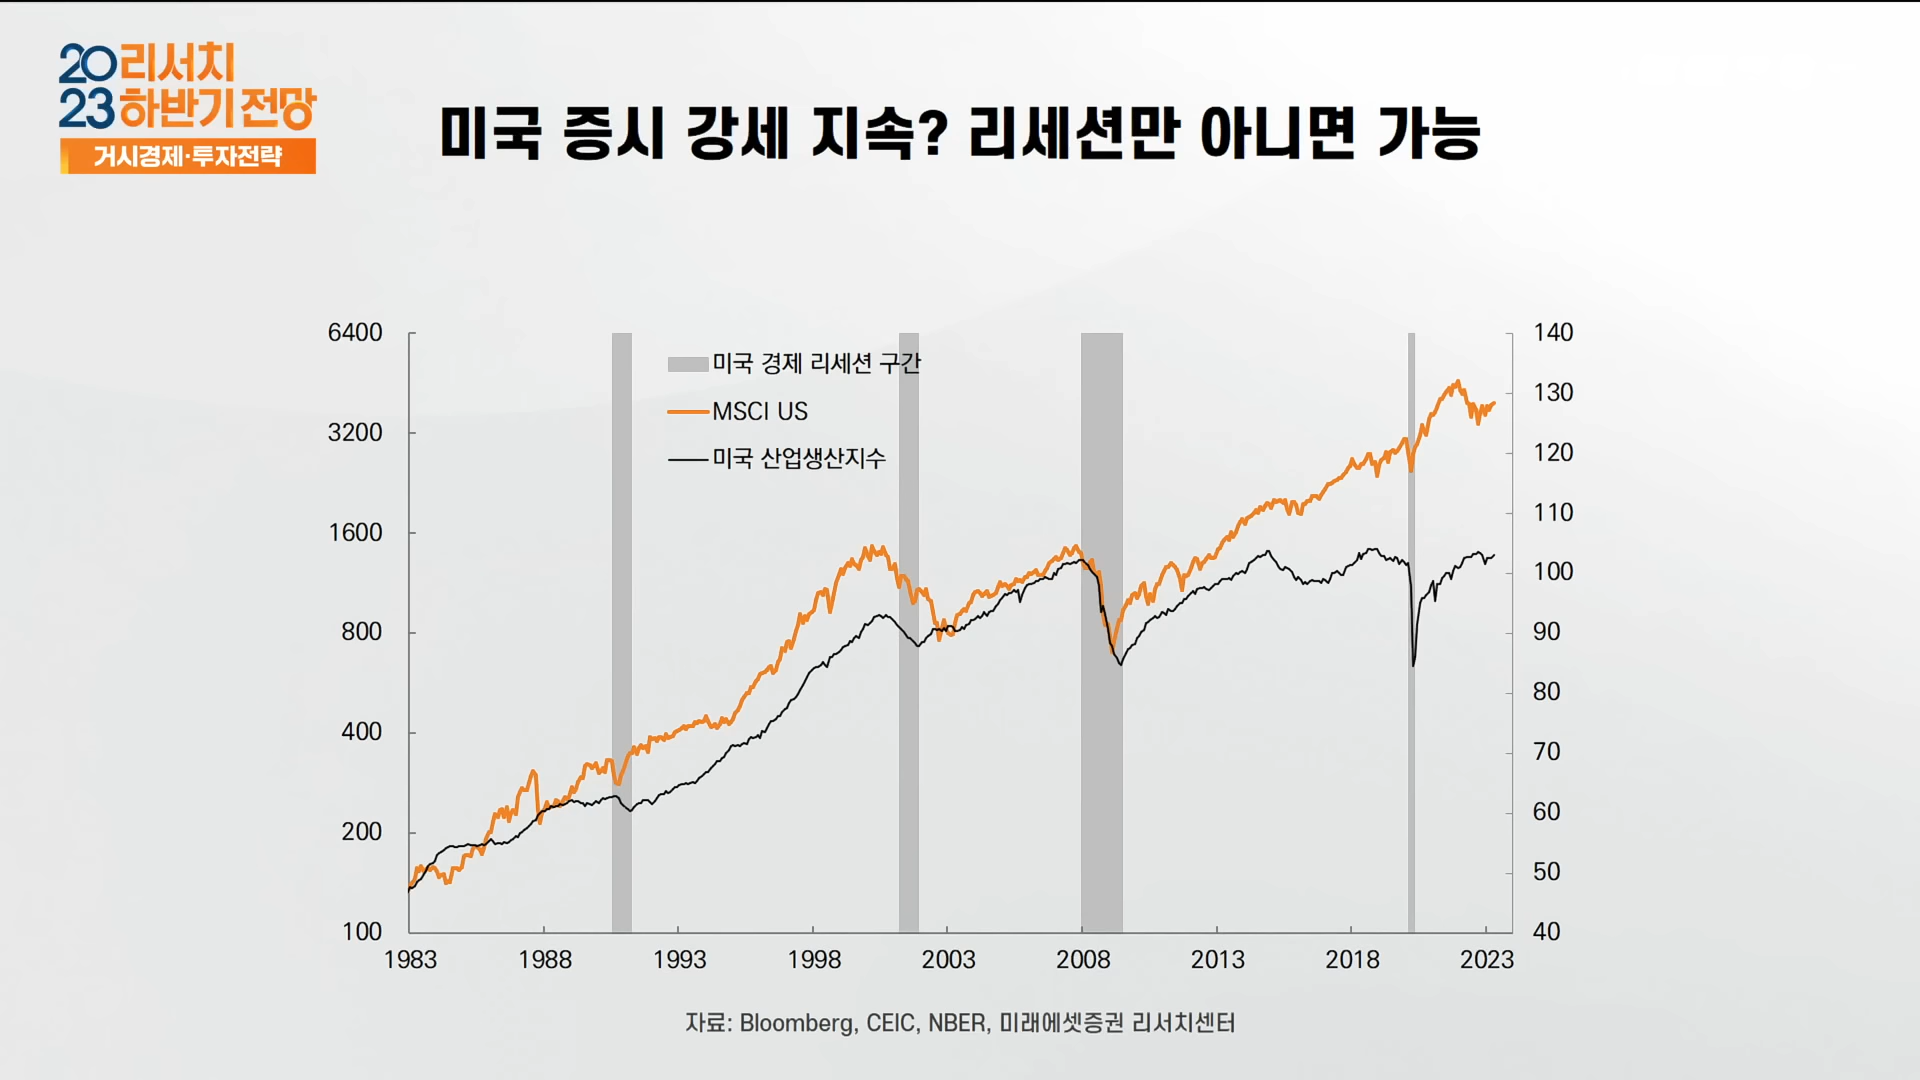 2023 리서치 하반기 전망
거시경제·투자전략
미국 증시 강세 지속? 리세션만 아니면 가능
6400
3200
1600
800
400
200
100
미국 경제 리세션 구간
MSCI US
미국 산업생산지수
140
130
120
110
100
90
80
70
60
50
40
1983 1988 1993 1998 2003 2008 2013 2018 2023
자료: Bloomberg, CEIC, NBER, 미래에셋증권 리서치센터